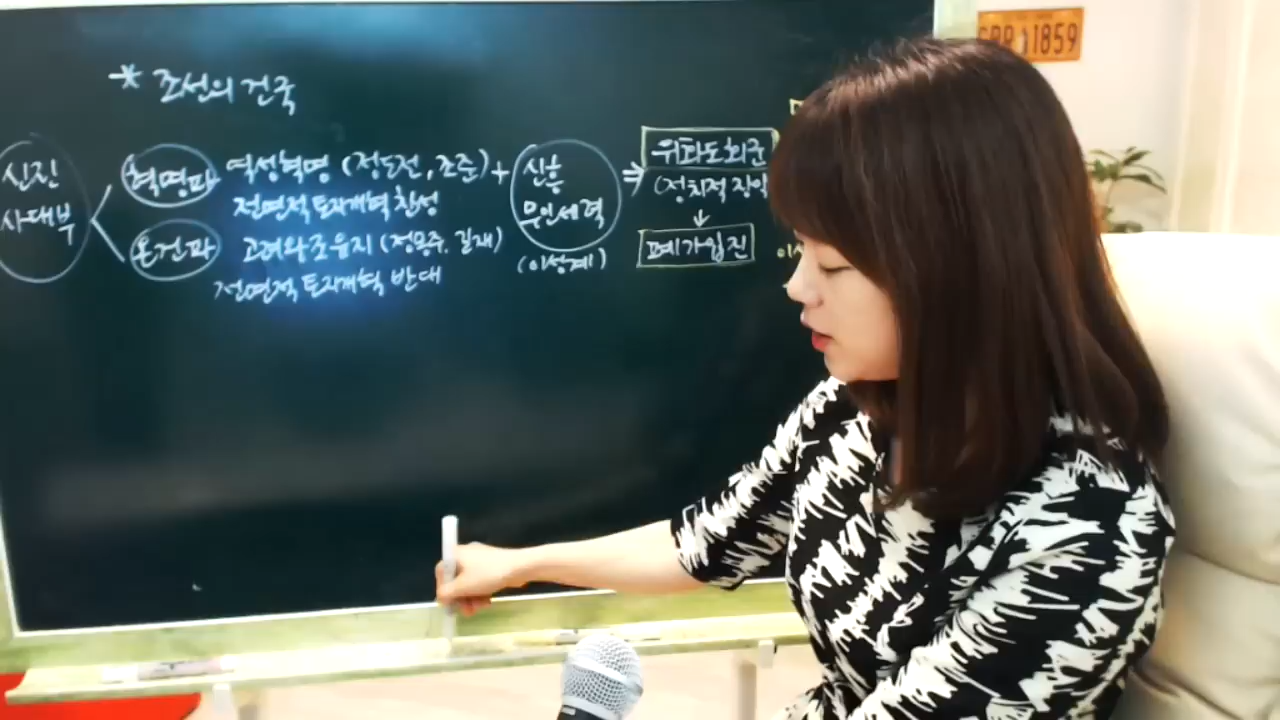 * 조선의 건국
신진
사대부
혁명파 역성혁명 (정도전, 조준) +
전면적 토지개혁 찬성
온건파 고려왕조 유지 (정몽주, 길재)
전면적 토지개혁 반대
신흥
무인세력
(이성계)
⇒ 위화도 회군
(정치적 장악
↓
폐가입진
1859